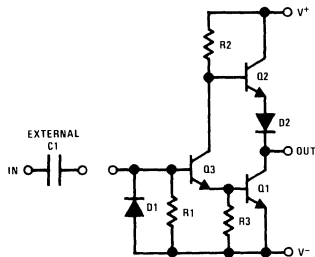 V+
R2
Q2
EXTERNAL
C1
D2
IN
OUT
Q3
Q1
D1
R1
R3
V-